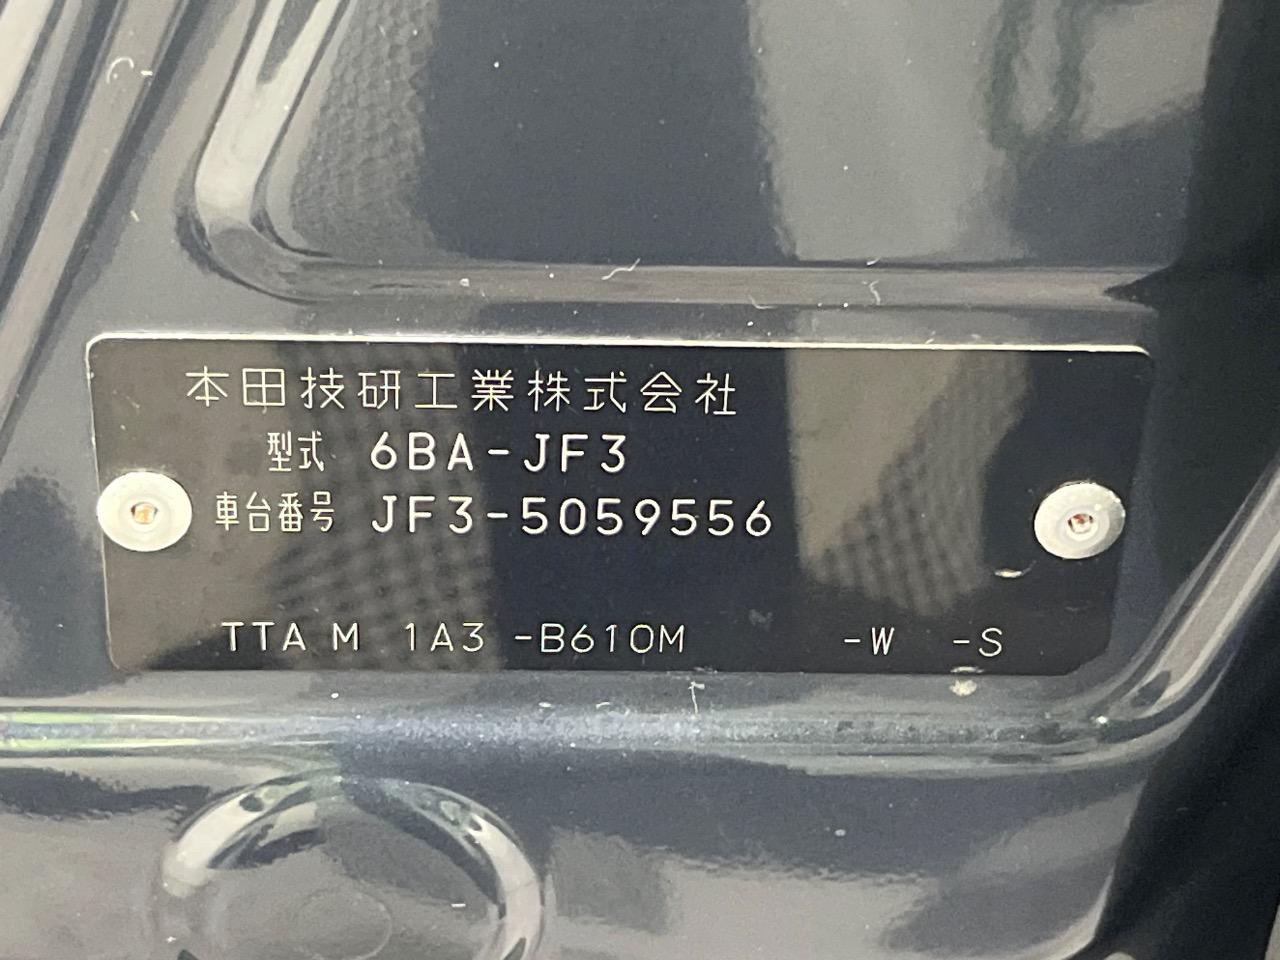 本田技研工業株式会社
型式 6BA-JF3
車台番号 JF3-5059556
TTA M 1A3 -B610M -W -S